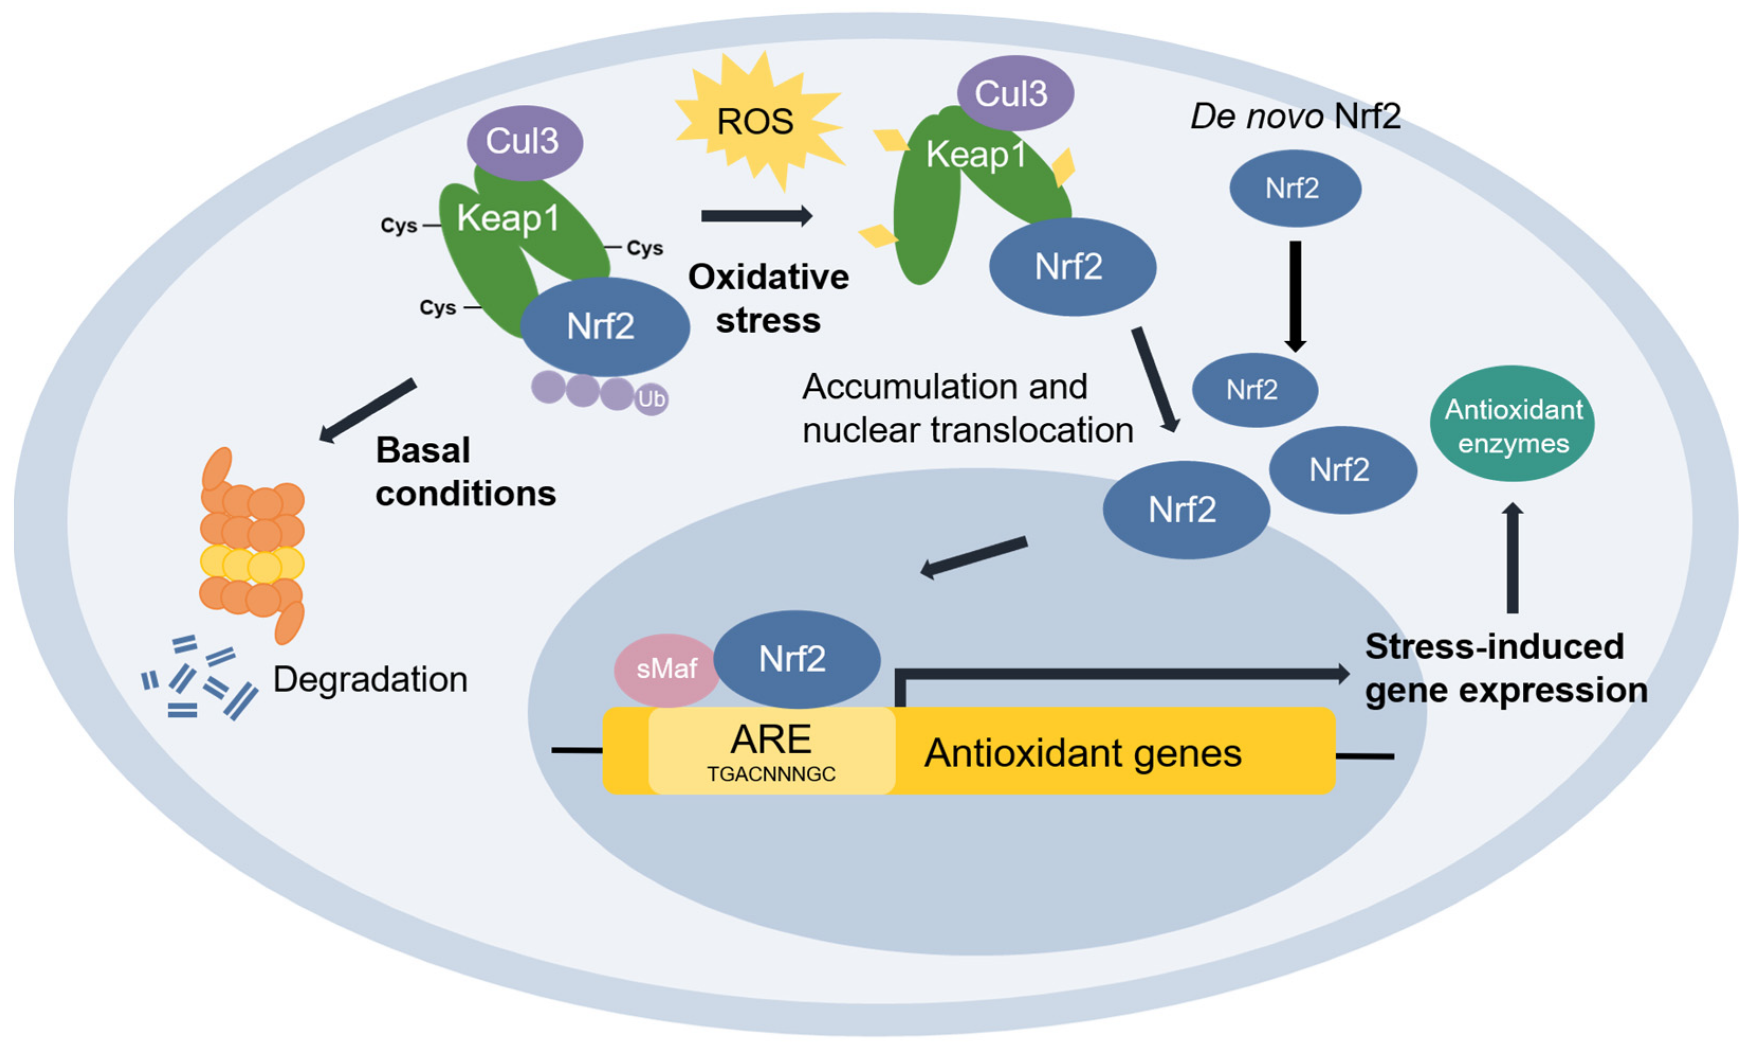 Cul3
Keap1
Cys
Cys
Cys
Nrf2
Ub
ROS
Oxidative
stress
Cul3
Keap1
Nrf2
De novo Nrf2
Nrf2
Basal
conditions
Degradation
Accumulation and
nuclear translocation
Nrf2
Nrf2
Nrf2
Antioxidant
enzymes
sMaf
Nrf2
ARE
TGACNNNGC
Antioxidant genes
Stress-induced
gene expression